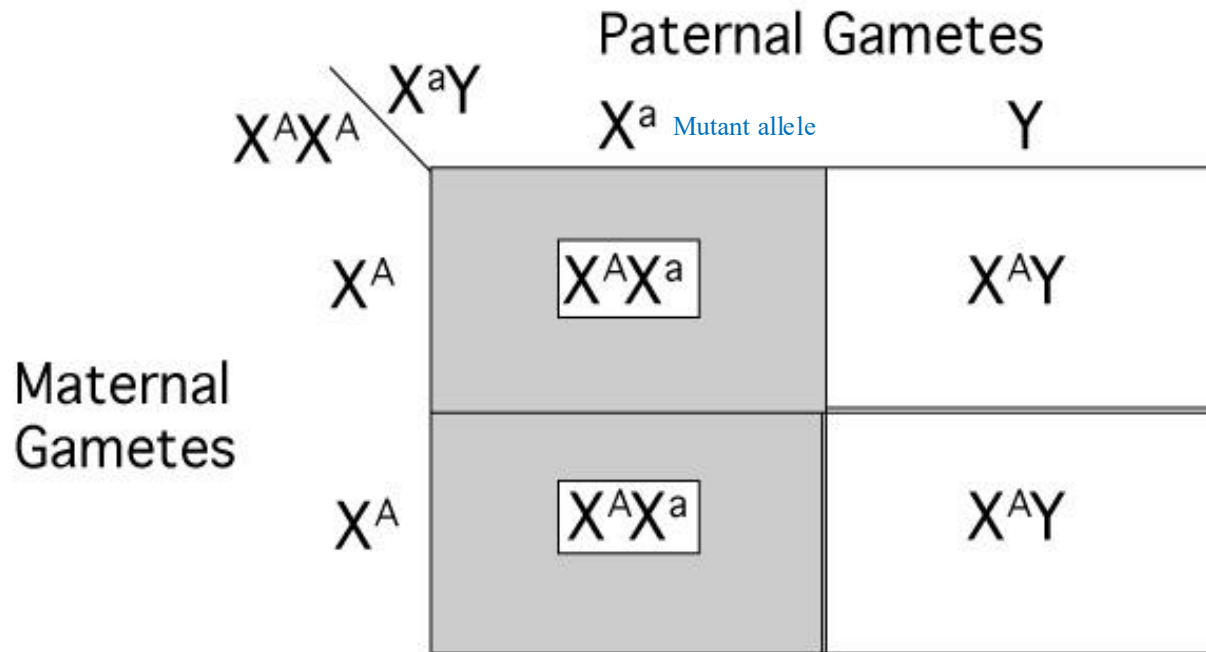 Paternal Gametes
XᵃY
XᴬXᴬ
Xᵃ Mutant allele Y
Xᴬ XᴬXᵃ XᴬY
Maternal
Gametes
Xᴬ XᴬXᵃ XᴬY